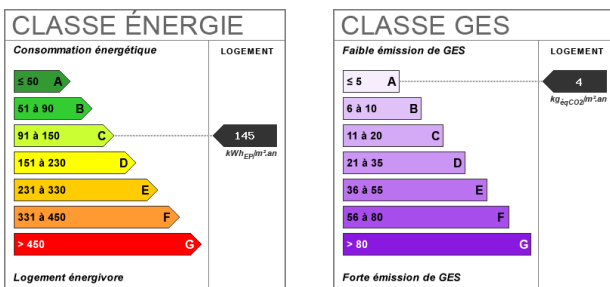 CLASSE ÉNERGIE
Consommation énergétique
LOGEMENT
≤ 50 A
51 à 90 B
91 à 150 C
145
kWhEP/m².an
151 à 230 D
231 à 330 E
331 à 450 F
> 450 G
Logement énergivore
CLASSE GES
Faible émission de GES
LOGEMENT
≤ 5 A
4
kgéqCO2/m².an
6 à 10 B
11 à 20 C
21 à 35 D
36 à 55 E
56 à 80 F
> 80 G
Forte émission de GES